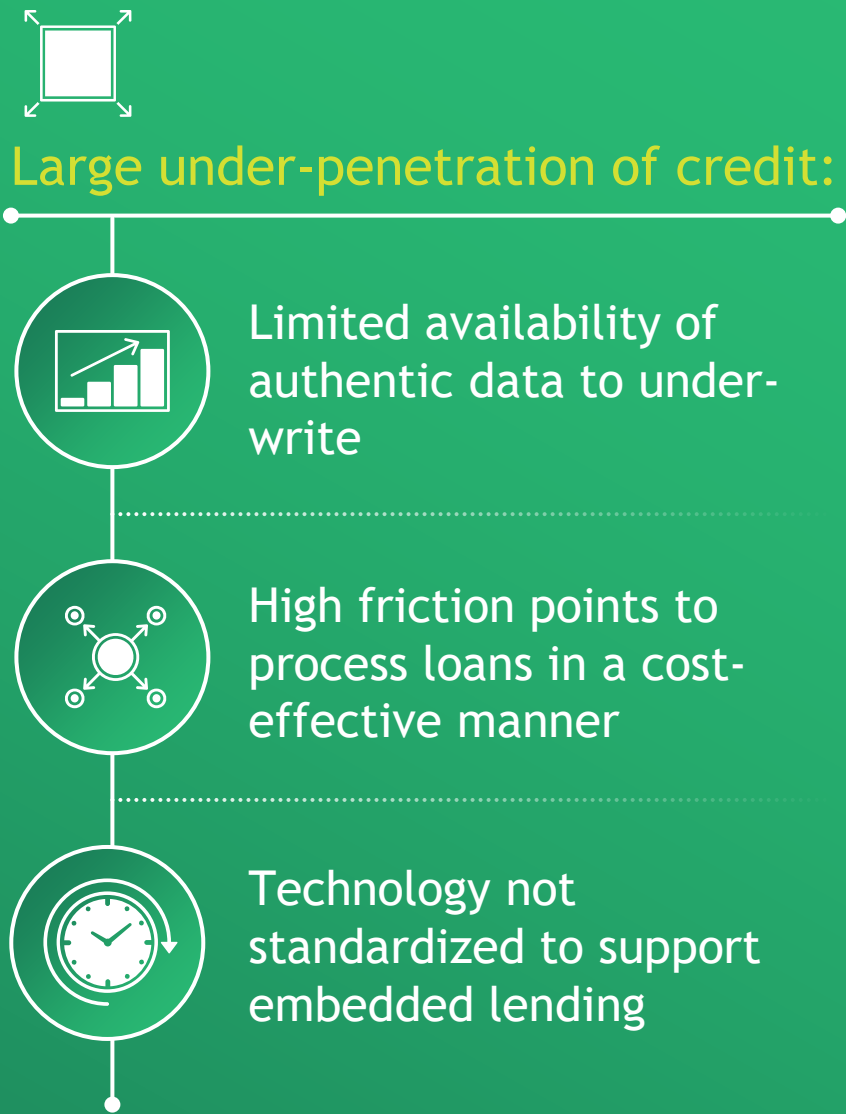 Large under-penetration of credit:
Limited availability of
authentic data to under-
write
High friction points to
process loans in a cost-
effective manner
Technology not
standardized to support
embedded lending